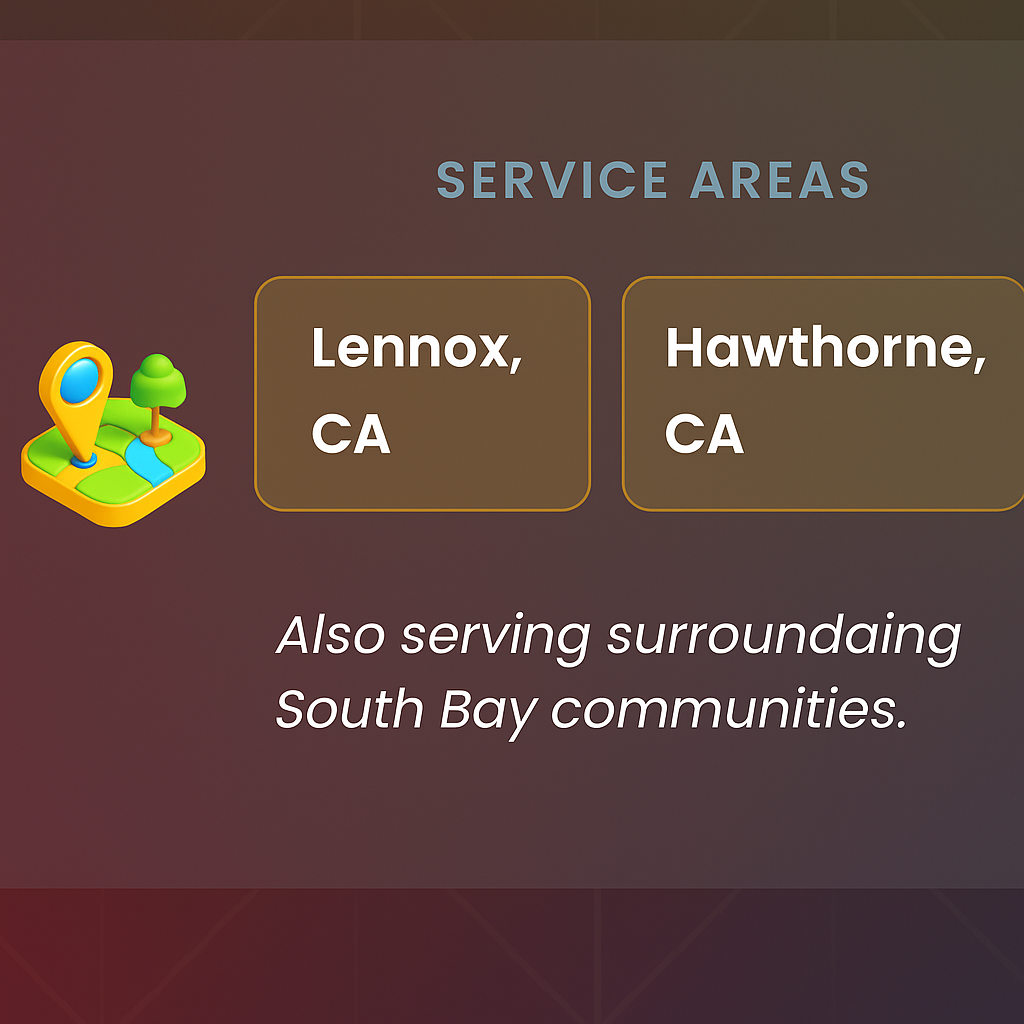 SERVICE AREAS
Lennox,
CA
Hawthorne,
CA
Also serving surroundaing
South Bay communities.